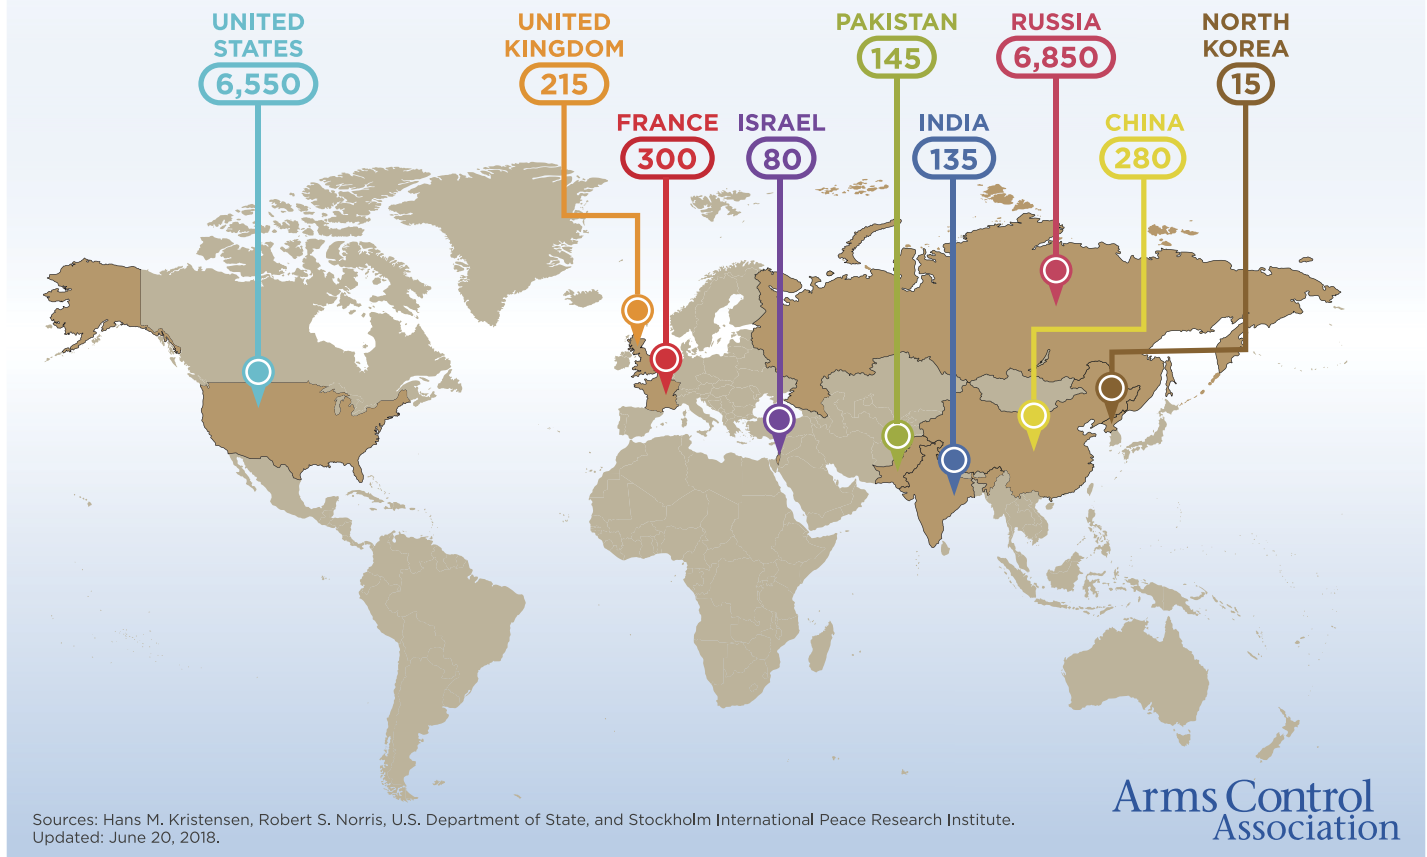 UNITED
STATES
6,550
UNITED
KINGDOM
215
FRANCE
300
ISRAEL
80
PAKISTAN
145
INDIA
135
RUSSIA
6,850
CHINA
280
NORTH
KOREA
15
Sources: Hans M. Kristensen, Robert S. Norris, U.S. Department of State, and Stockholm International Peace Research Institute.
Updated: June 20, 2018.
Arms Control
Association